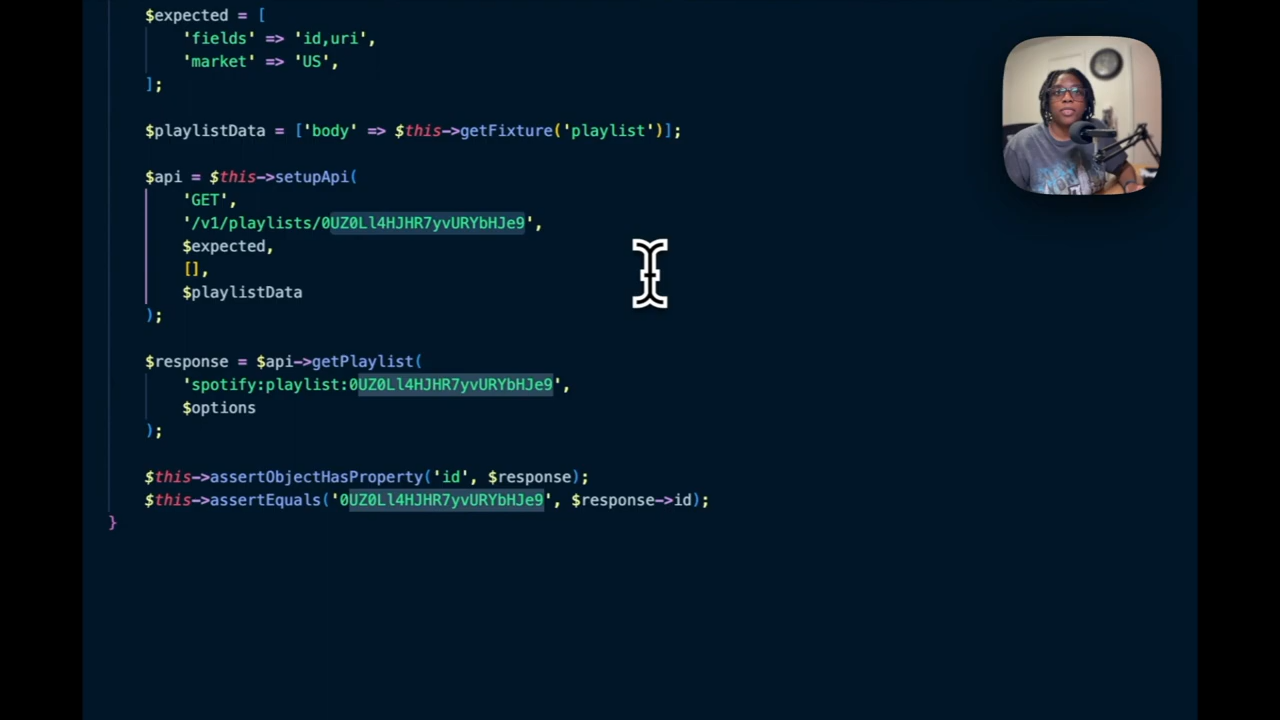 $expected = [
'fields' => 'id,uri',
'market' => 'US',
];
$playlistData = ['body' => $this->getFixture('playlist')];
$api = $this->setupApi(
'GET',
'/v1/playlists/0UZ0Ll4HJHR7yvURYbHJe9',
$expected,
[],
$playlistData
);
$response = $api->getPlaylist(
'spotify:playlist:0UZ0Ll4HJHR7yvURYbHJe9',
$options
);
$this->assertObjectHasProperty('id', $response);
$this->assertEquals('0UZ0Ll4HJHR7yvURYbHJe9', $response->id);
}